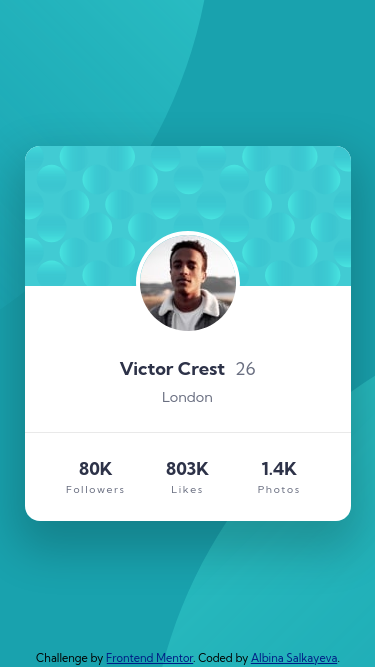 Victor Crest 26
London
80K 803K 1.4K
Followers Likes Photos
Challenge by Frontend Mentor. Coded by Albina Salkayeva.